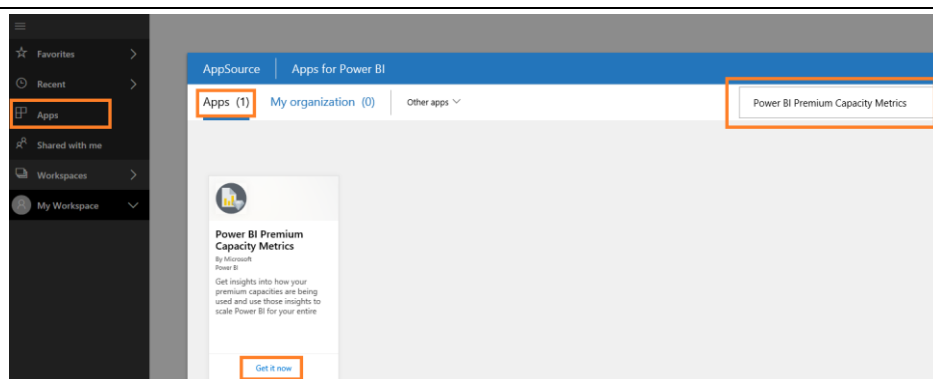 Favorites
Recent
Apps
Shared with me
Workspaces
My Workspace
AppSource | Apps for Power BI
Apps (1) My organization (0) Other apps
Power BI Premium Capacity Metrics
Power BI Premium
Capacity Metrics
By Microsoft
Power BI
Get insights into how your
premium capacities are being
used and use those insights to
scale Power BI for your entire
Get it now